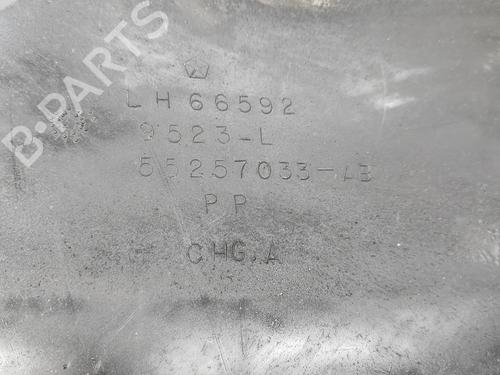 B-PARTS
LH 66592
9523-L
55257033-AB
PP
CHG.A